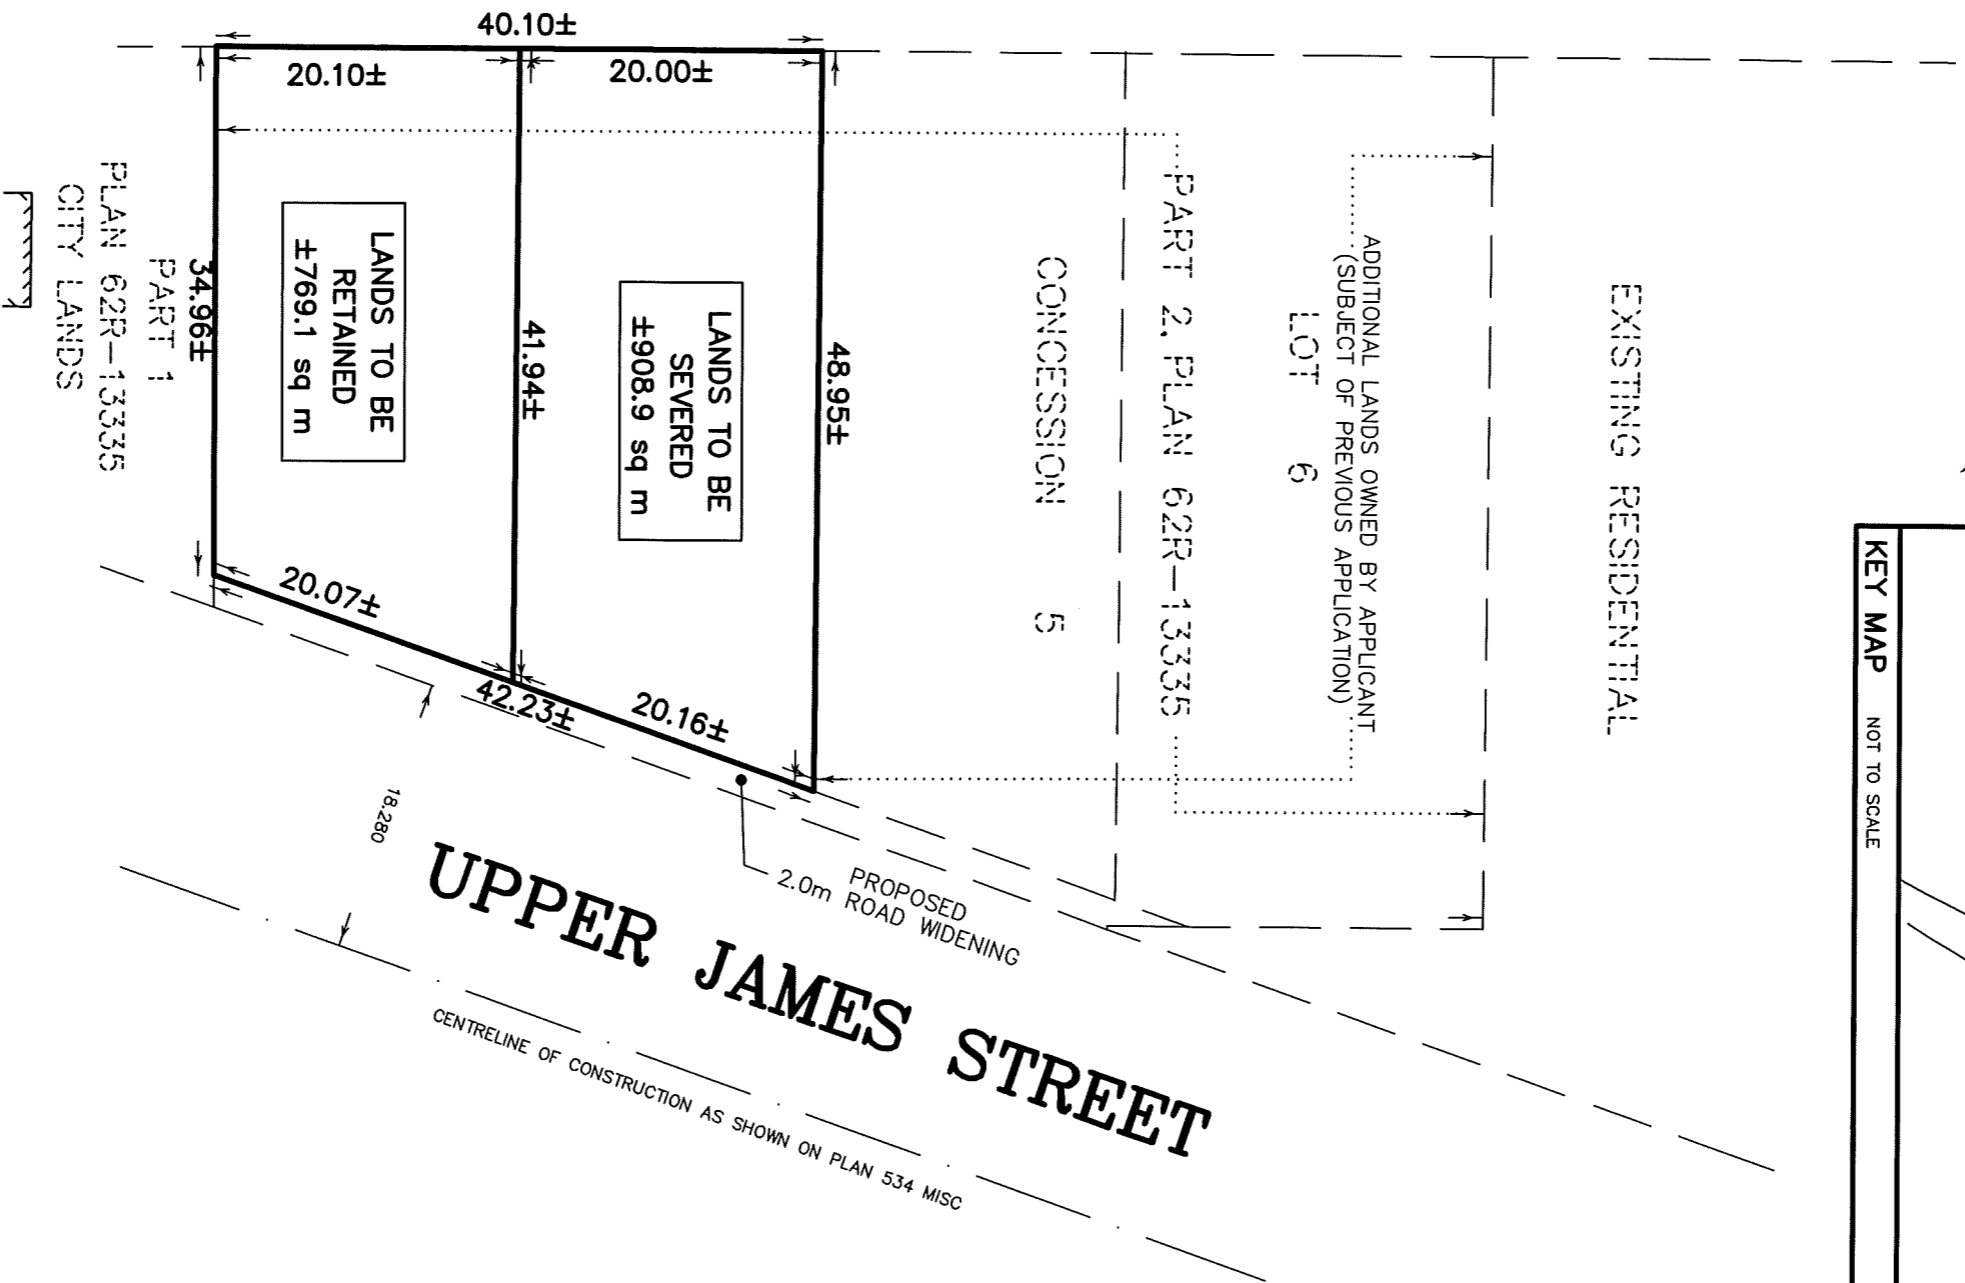 40.10±
20.10±
20.00±
34.96±
41.94±
48.95±
LANDS TO BE
RETAINED
±769.1 sq m
LANDS TO BE
SEVERED
±908.9 sq m
20.07±
42.23±
20.16±
PART 1
PLAN 62R-1335
CITY LANDS
CONCESSION 5
PART 2, PLAN 62R-1335
LOT 6
ADDITIONAL LANDS OWNED BY APPLICANT
(SUBJECT OF PREVIOUS APPLICATION)
EXISTING RESIDENTIAL
KEY MAP NOT TO SCALE
18.280
PROPOSED
2.0m ROAD WIDENING
UPPER JAMES STREET
CENTRELINE OF CONSTRUCTION AS SHOWN ON PLAN 534 MISC